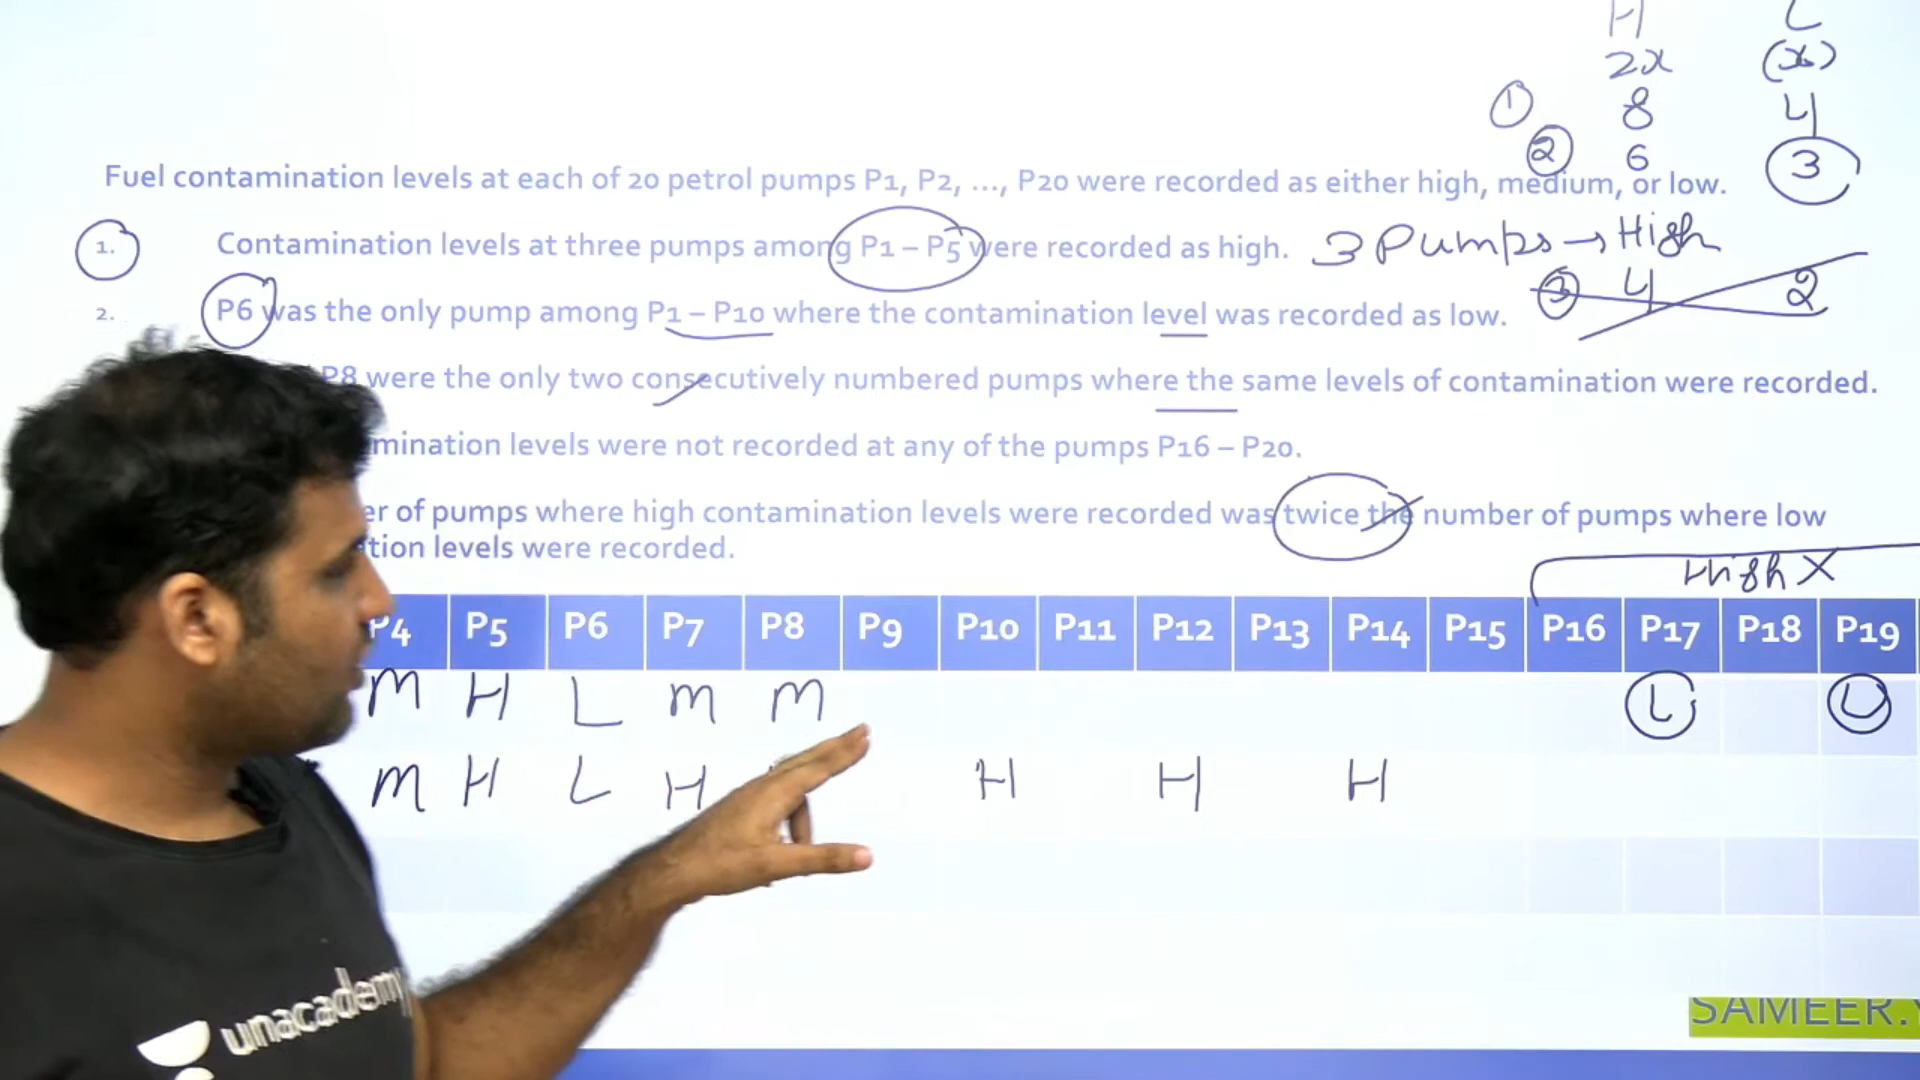 H L
2x (x)
① 8 4
② 6 3
Fuel contamination levels at each of 20 petrol pumps P1, P2, ..., P20 were recorded as either high, medium, or low.
1. Contamination levels at three pumps among P1 – P5 were recorded as high. 3 Pumps → High
③ 4 2
2. P6 was the only pump among P1 – P10 where the contamination level was recorded as low.
P8 were the only two consecutively numbered pumps where the same levels of contamination were recorded.
mination levels were not recorded at any of the pumps P16 – P20.
er of pumps where high contamination levels were recorded was twice the number of pumps where low
tion levels were recorded.
High X
P4 P5 P6 P7 P8 P9 P10 P11 P12 P13 P14 P15 P16 P17 P18 P19
M H L M M L L
M H L H H H H
unacademy
SAMEER.